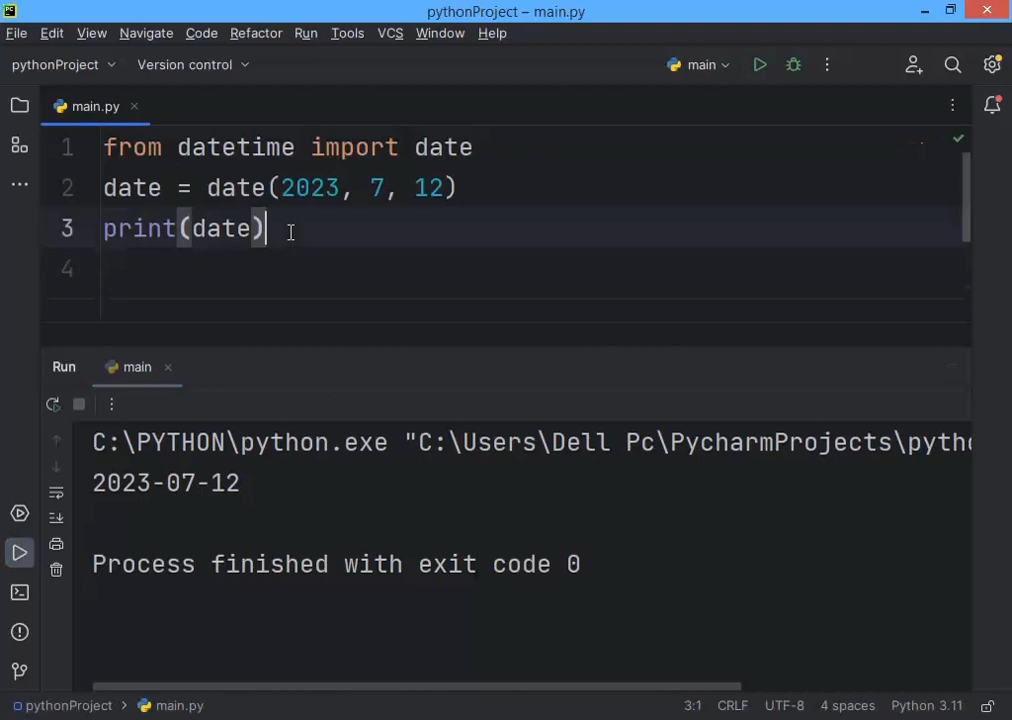 pythonProject – main.py
File Edit View Navigate Code Refactor Run Tools VCS Window Help
pythonProject Version control main
main.py
1 from datetime import date
2 date = date(2023, 7, 12)
3 print(date)
4
Run main
C:\PYTHON\python.exe "C:\Users\Dell Pc\PycharmProjects\pytho
2023-07-12
Process finished with exit code 0
pythonProject main.py 3:1 CRLF UTF-8 4 spaces Python 3.11